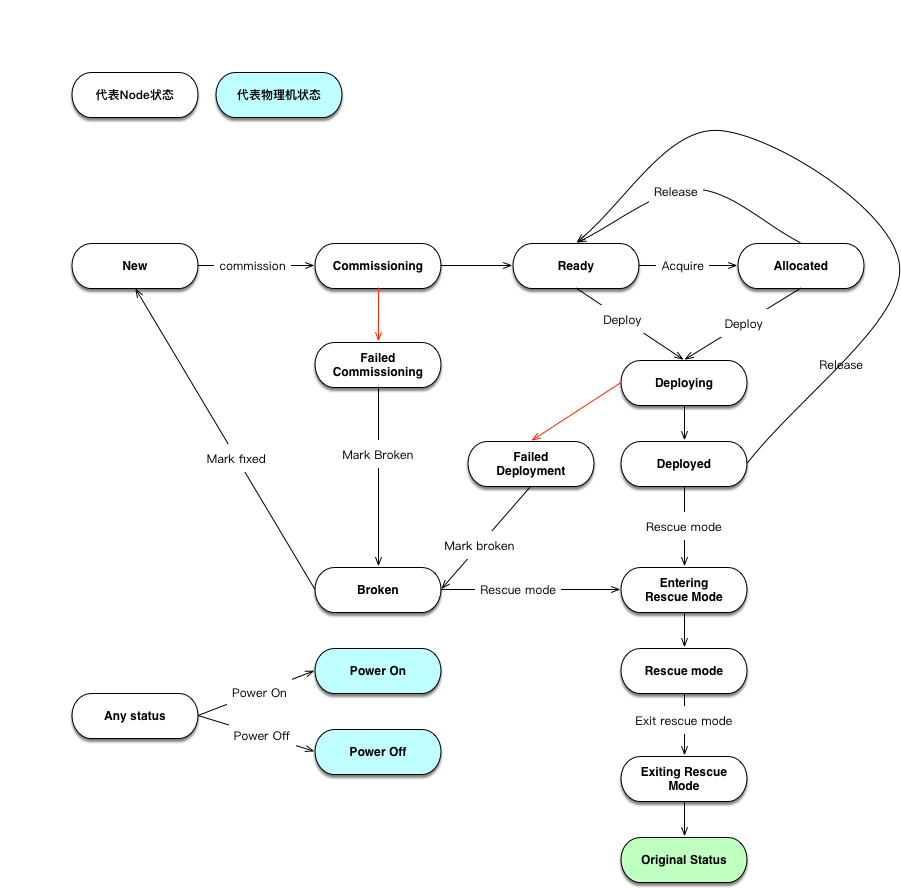 代表Node状态
代表物理机状态
Release
New
commission
Commissioning
Ready
Acquire
Allocated
Deploy
Deploy
Failed
Commissioning
Release
Deploying
Mark fixed
Mark Broken
Failed
Deployment
Deployed
Rescue mode
Mark broken
Broken
Rescue mode
Entering
Rescue Mode
Power On
Power On
Rescue mode
Any status
Exit rescue mode
Power Off
Power Off
Exiting Rescue
Mode
Original Status